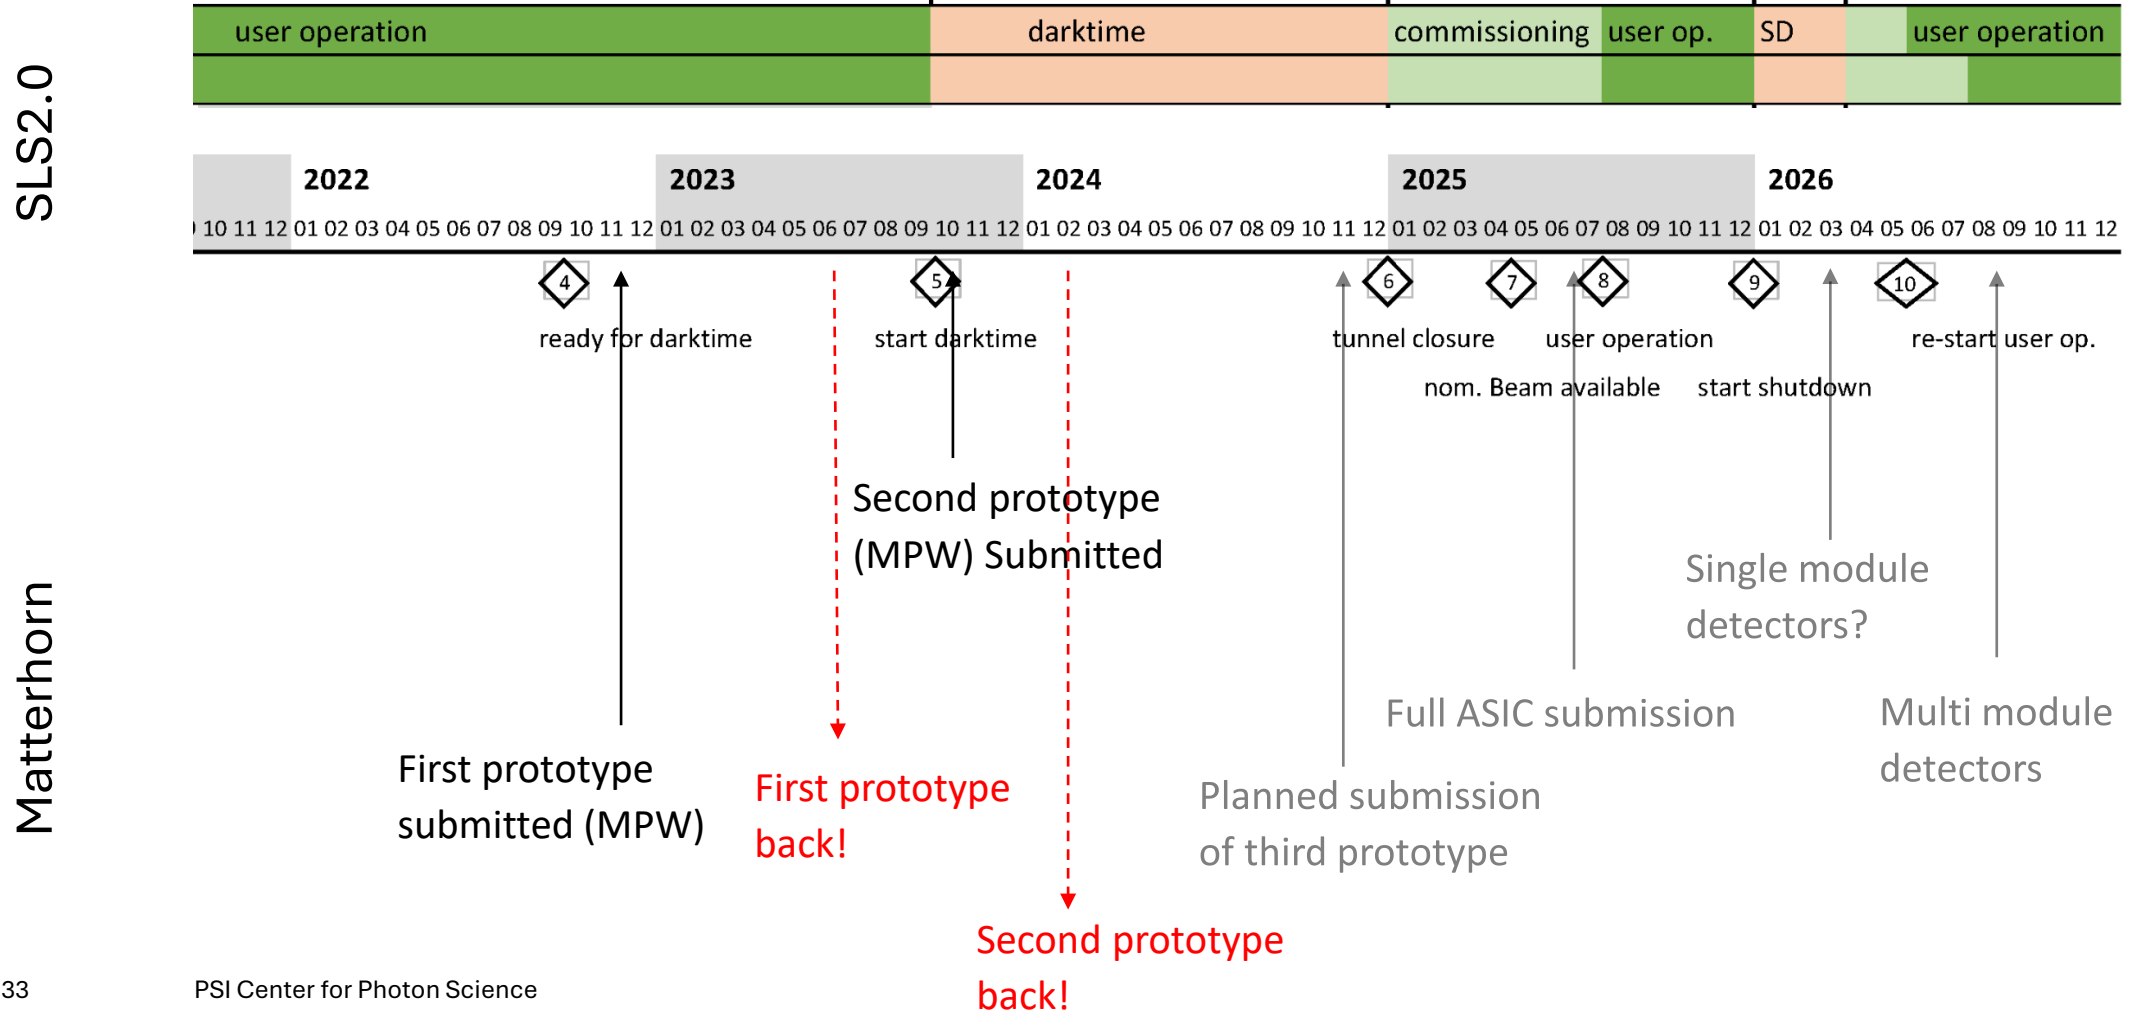 user operation darktime commissioning user op. SD user operation
SLS2.0
2022 2023 2024 2025 2026
10 11 12 01 02 03 04 05 06 07 08 09 10 11 12 01 02 03 04 05 06 07 08 09 10 11 12 01 02 03 04 05 06 07 08 09 10 11 12 01 02 03 04 05 06 07 08 09 10 11 12 01 02 03 04 05 06 07 08 09 10 11 12
4 5 6 7 8 9 10
ready for darktime start darktime tunnel closure user operation re-start user op.
nom. Beam available start shutdown
Second prototype
(MPW) Submitted
Single module
detectors?
Matterhorn
Full ASIC submission
Multi module
detectors
First prototype
submitted (MPW)
First prototype
back!
Planned submission
of third prototype
Second prototype
back!
33 PSI Center for Photon Science